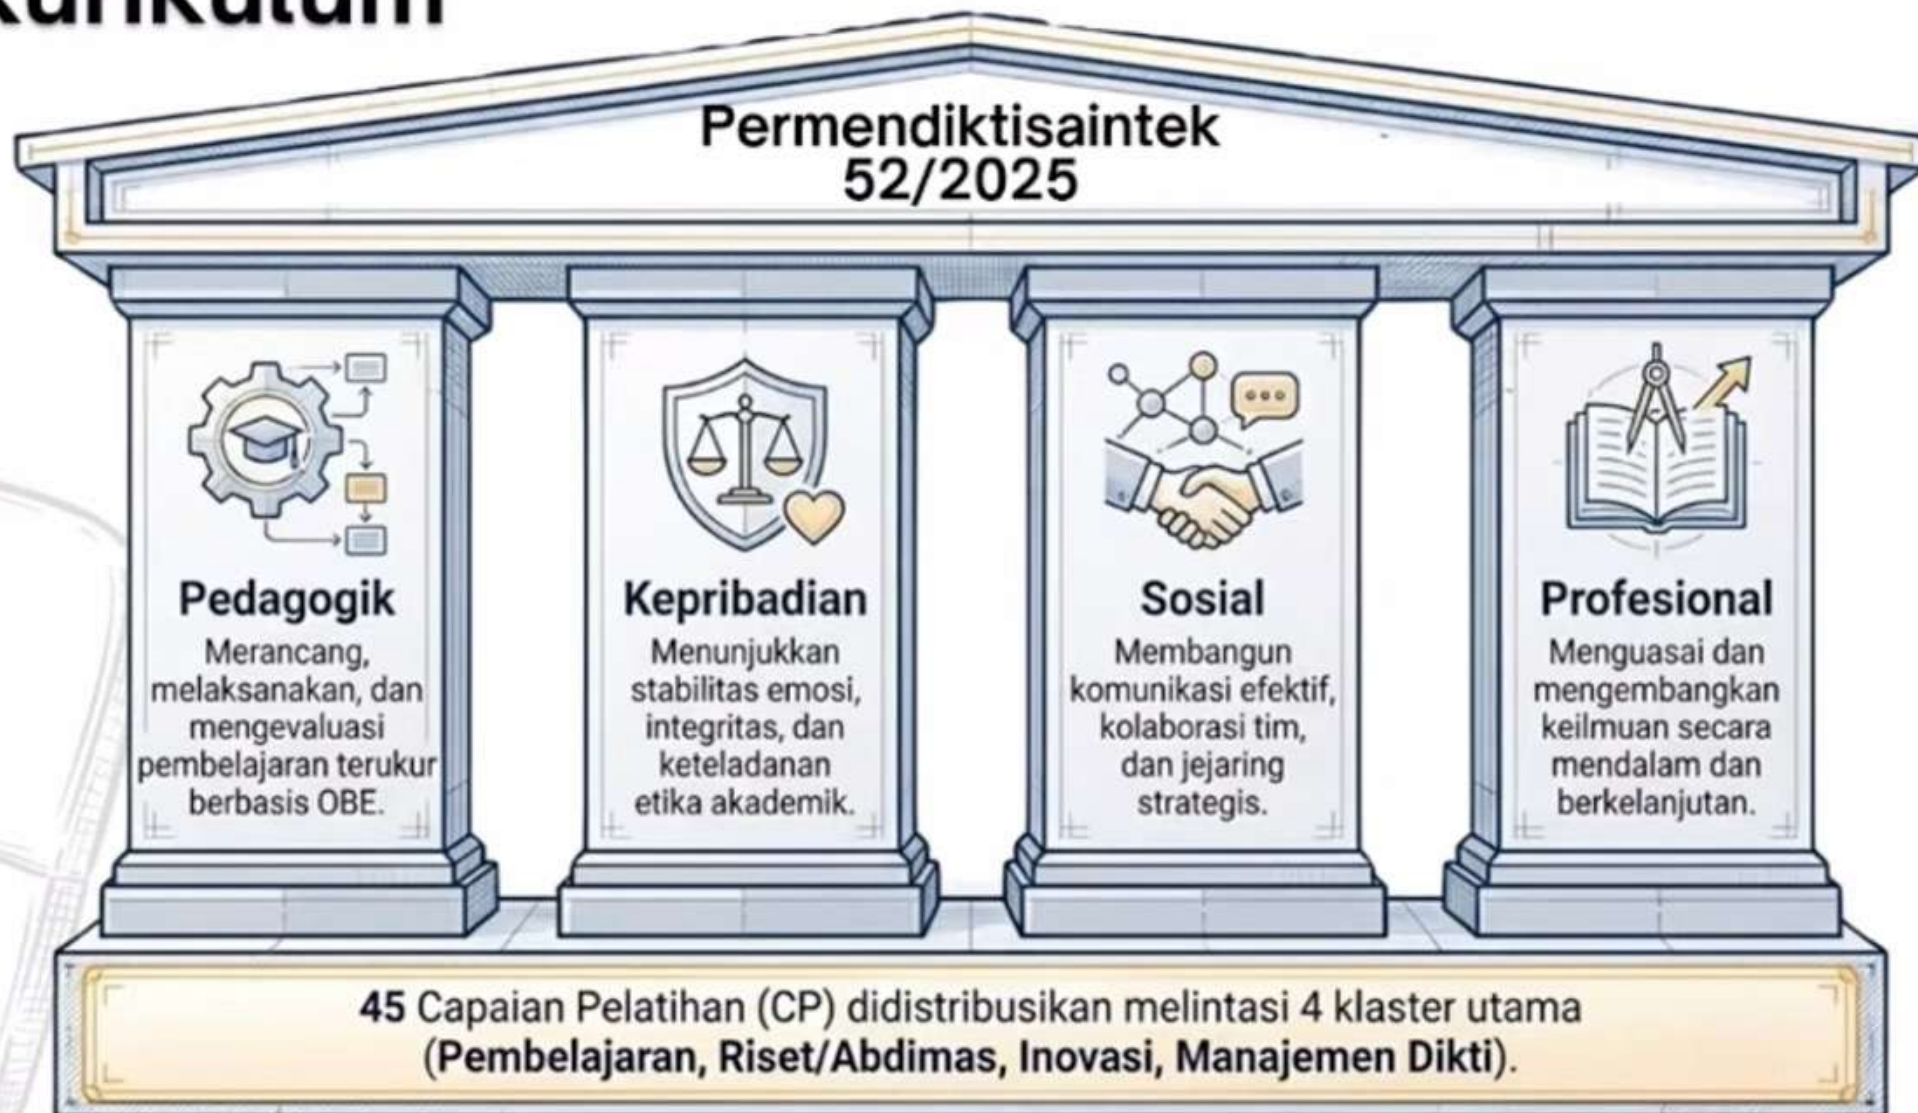 kurikulum
Permendiktisaintek
52/2025
Pedagogik
Merancang,
melaksanakan, dan
mengevaluasi
pembelajaran terukur
berbasis OBE.
Kepribadian
Menunjukkan
stabilitas emosi,
integritas, dan
keteladanan
etika akademik.
Sosial
Membangun
komunikasi efektif,
kolaborasi tim,
dan jejaring
strategis.
Profesional
Menguasai dan
mengembangkan
keilmuan secara
mendalam dan
berkelanjutan.
45 Capaian Pelatihan (CP) didistribusikan melintasi 4 klaster utama
(Pembelajaran, Riset/Abdimas, Inovasi, Manajemen Dikti).